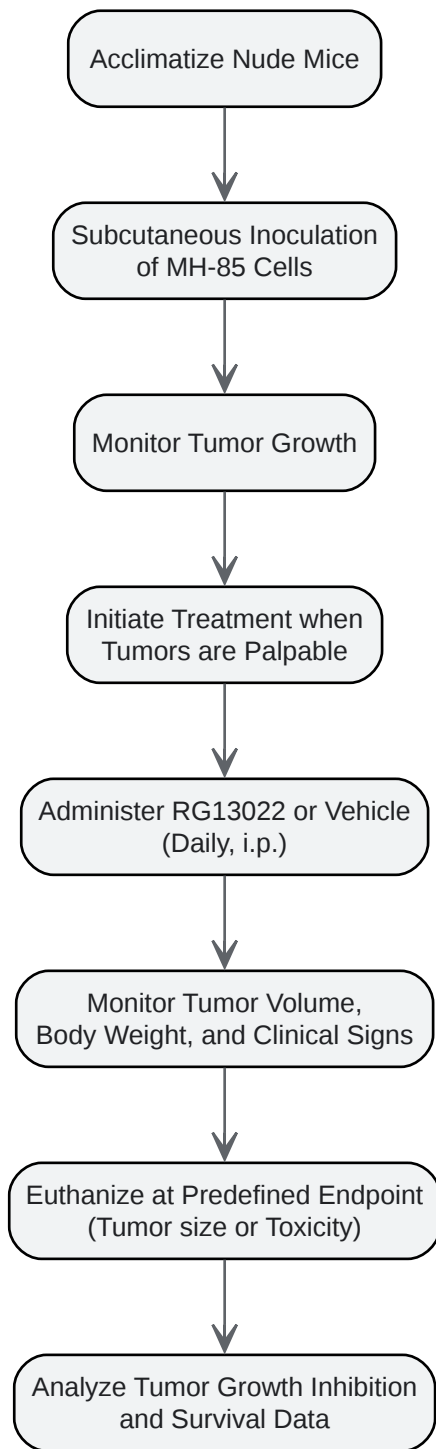 Acclimatize Nude Mice
Subcutaneous Inoculation
of MH-85 Cells
Monitor Tumor Growth
Initiate Treatment when
Tumors are Palpable
Administer RG13022 or Vehicle
(Daily, i.p.)
Monitor Tumor Volume,
Body Weight, and Clinical Signs
Euthanize at Predefined Endpoint
(Tumor size or Toxicity)
Analyze Tumor Growth Inhibition
and Survival Data